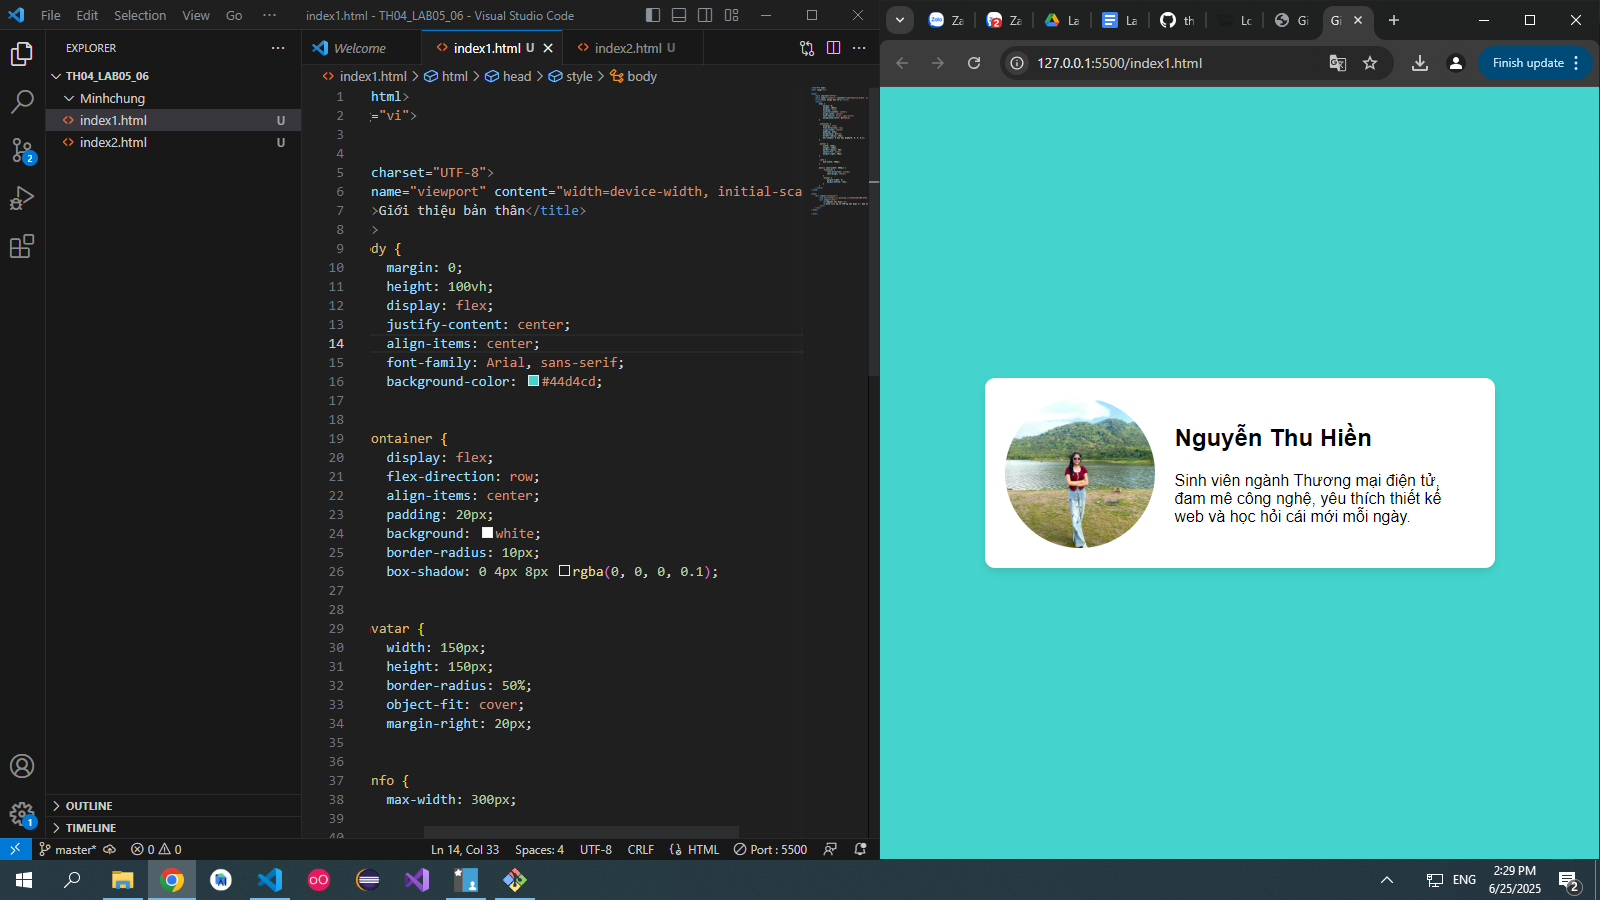 File Edit Selection View Go ··· index1.html - TH04_LAB05_06 - Visual Studio Code
EXPLORER
TH04_LAB05_06
Minhchung
index1.html U
index2.html U
OUTLINE
TIMELINE
Welcome index1.html U index2.html U
index1.html > html > head > style > body
1 html>
2 ="vi">
3
4
5 charset="UTF-8">
6 name="viewport" content="width=device-width, initial-sca
7 >Giới thiệu bản thân</title>
8 >
9 dy {
10 margin: 0;
11 height: 100vh;
12 display: flex;
13 justify-content: center;
14 align-items: center;
15 font-family: Arial, sans-serif;
16 background-color: #44d4cd;
17
18
19 ontainer {
20 display: flex;
21 flex-direction: row;
22 align-items: center;
23 padding: 20px;
24 background: white;
25 border-radius: 10px;
26 box-shadow: 0 4px 8px rgba(0, 0, 0, 0.1);
27
28
29 vatar {
30 width: 150px;
31 height: 150px;
32 border-radius: 50%;
33 object-fit: cover;
34 margin-right: 20px;
35
36
37 nfo {
38 max-width: 300px;
39
40
master* 0 0 Ln 14, Col 33 Spaces: 4 UTF-8 CRLF HTML Port : 5500
Za Za La La th Lc Gi Gi
127.0.0.1:5500/index1.html Finish update
Nguyễn Thu Hiền
Sinh viên ngành Thương mại điện tử,
đam mê công nghệ, yêu thích thiết kế
web và học hỏi cái mới mỗi ngày.
ENG 2:29 PM
6/25/2025 2